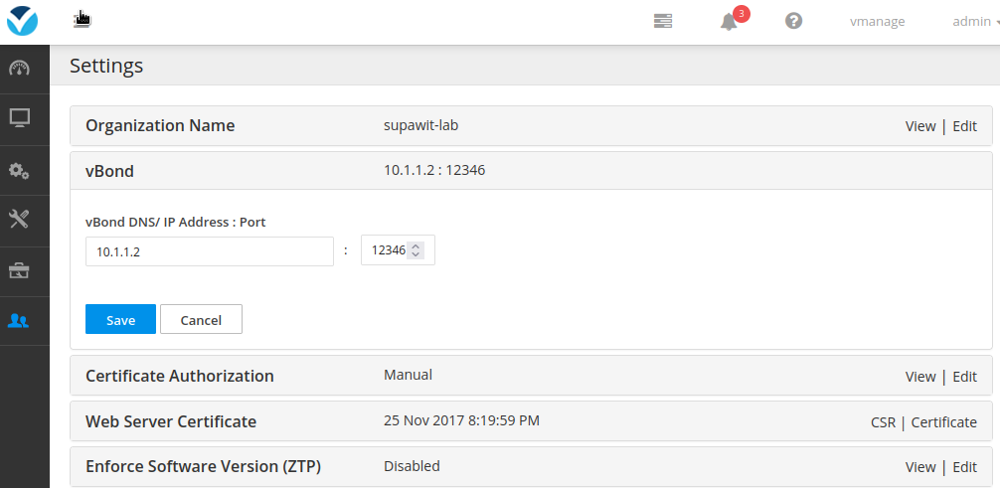 3
vmanage admin
Settings
Organization Name supawit-lab View | Edit
vBond 10.1.1.2 : 12346
vBond DNS/ IP Address : Port
10.1.1.2 : 12346
Save Cancel
Certificate Authorization Manual View | Edit
Web Server Certificate 25 Nov 2017 8:19:59 PM CSR | Certificate
Enforce Software Version (ZTP) Disabled View | Edit